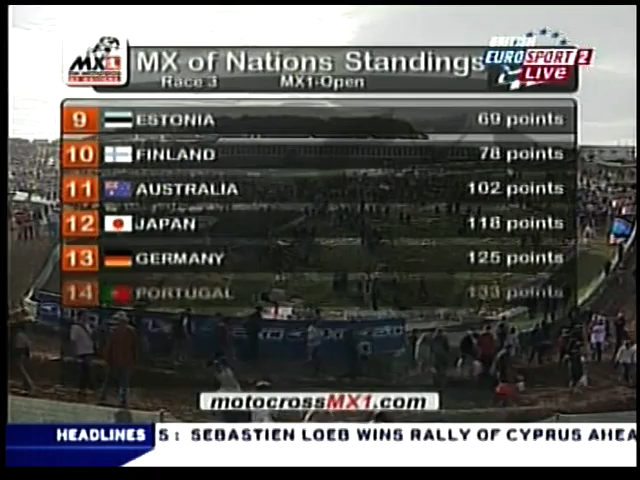 MX1
MX of Nations Standings
BRITISH
EUROSPORT 2
LIVE
Race 3 MX1-Open
9 ESTONIA 69 points
10 FINLAND 78 points
11 AUSTRALIA 102 points
12 JAPAN 118 points
13 GERMANY 125 points
14 PORTUGAL 133 points
motocrossMX1.com
HEADLINES 5 : SEBASTIEN LOEB WINS RALLY OF CYPRUS AHEA